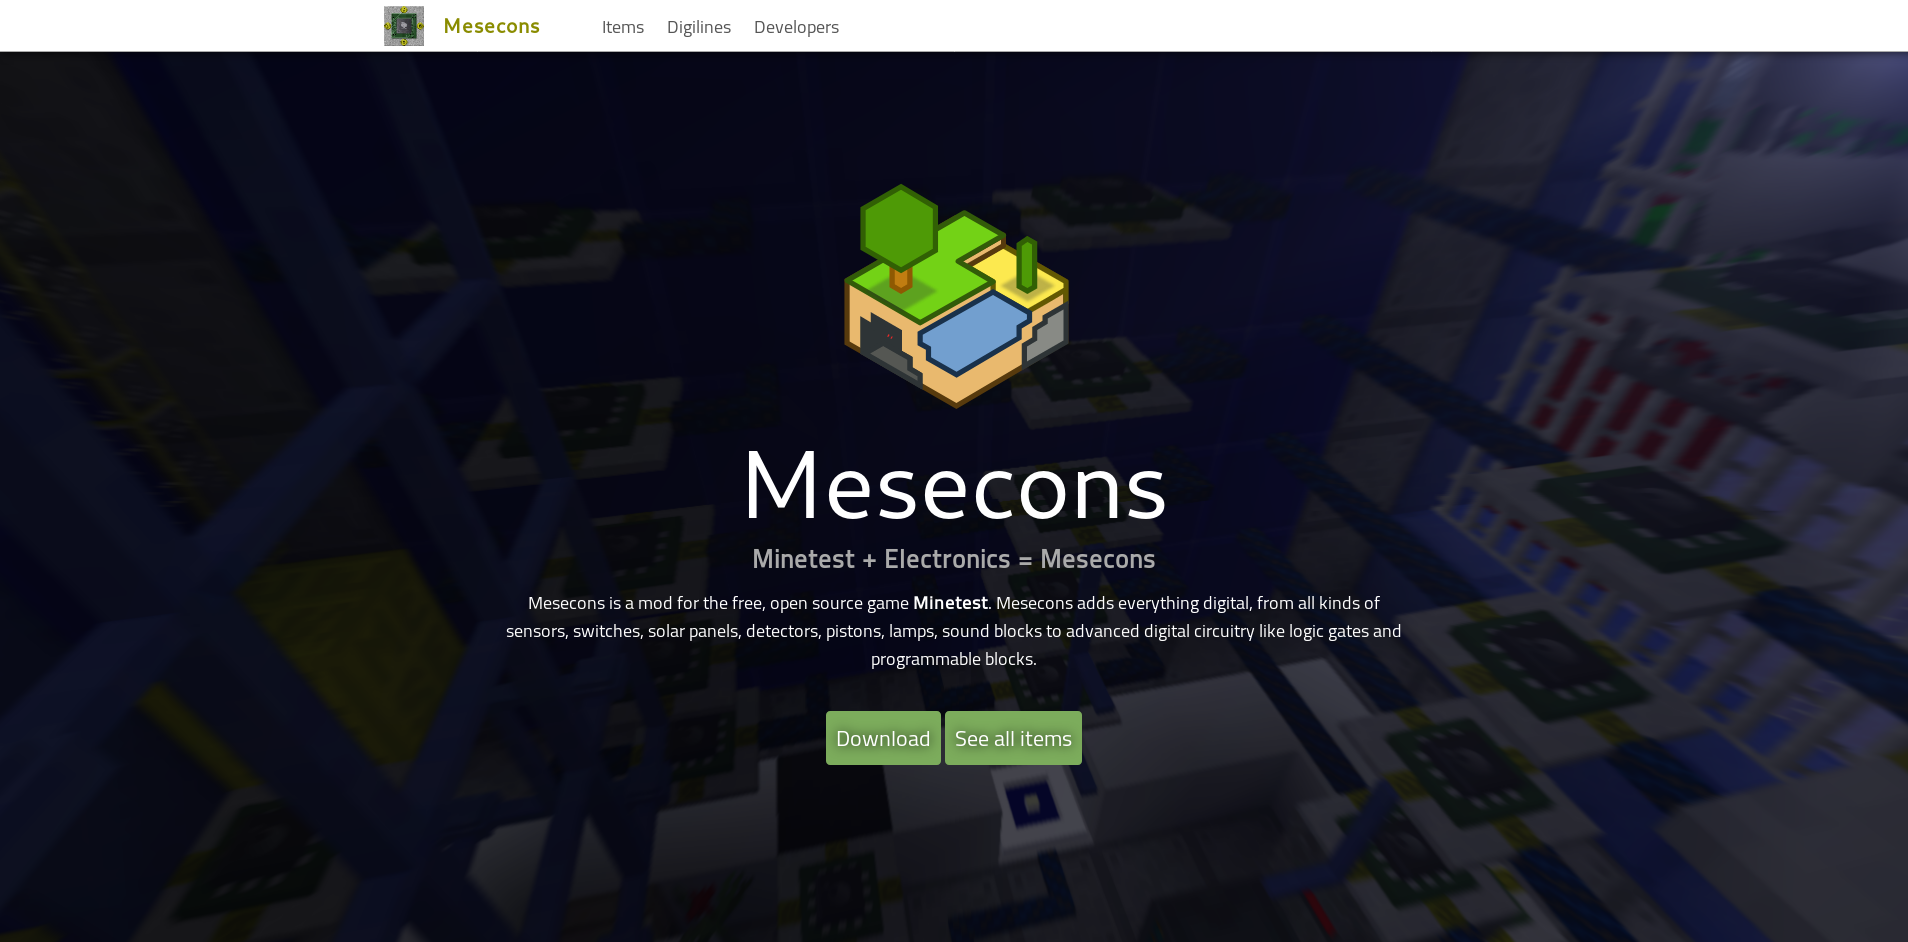 Mesecons Items Digilines Developers
Mesecons
Minetest + Electronics = Mesecons
Mesecons is a mod for the free, open source game Minetest. Mesecons adds everything digital, from all kinds of
sensors, switches, solar panels, detectors, pistons, lamps, sound blocks to advanced digital circuitry like logic gates and
programmable blocks.
Download See all items